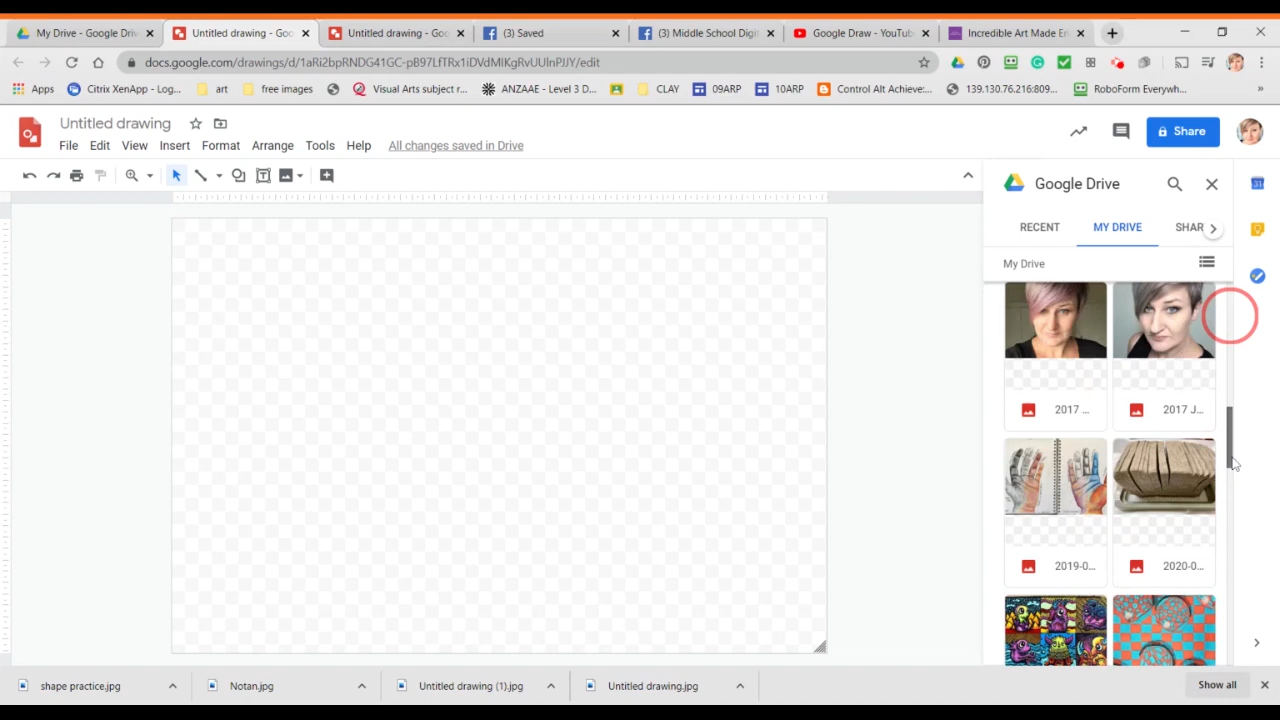 My Drive - Google Driv
Untitled drawing - Goo
Untitled drawing - Goo
(3) Saved
(3) Middle School Digi
Google Draw - YouTub
Incredible Art Made En
docs.google.com/drawings/d/1aRi2bpRNDG41GC-pB97LfTRx1iDVdMIKgRvUUlnPJJY/edit
Apps
Citrix XenApp - Log...
art
free images
Visual Arts subject r...
ANZAAE - Level 3 D...
CLAY
09ARP
10ARP
Control Alt Achieve:...
139.130.76.216:809...
RoboForm Everywh...
»
Untitled drawing
File Edit View Insert Format Arrange Tools Help All changes saved in Drive
Share
Google Drive
RECENT MY DRIVE SHAR
My Drive
2017 ...
2017 J...
2019-0...
2020-0...
shape practice.jpg
Notan.jpg
Untitled drawing (1).jpg
Untitled drawing.jpg
Show all